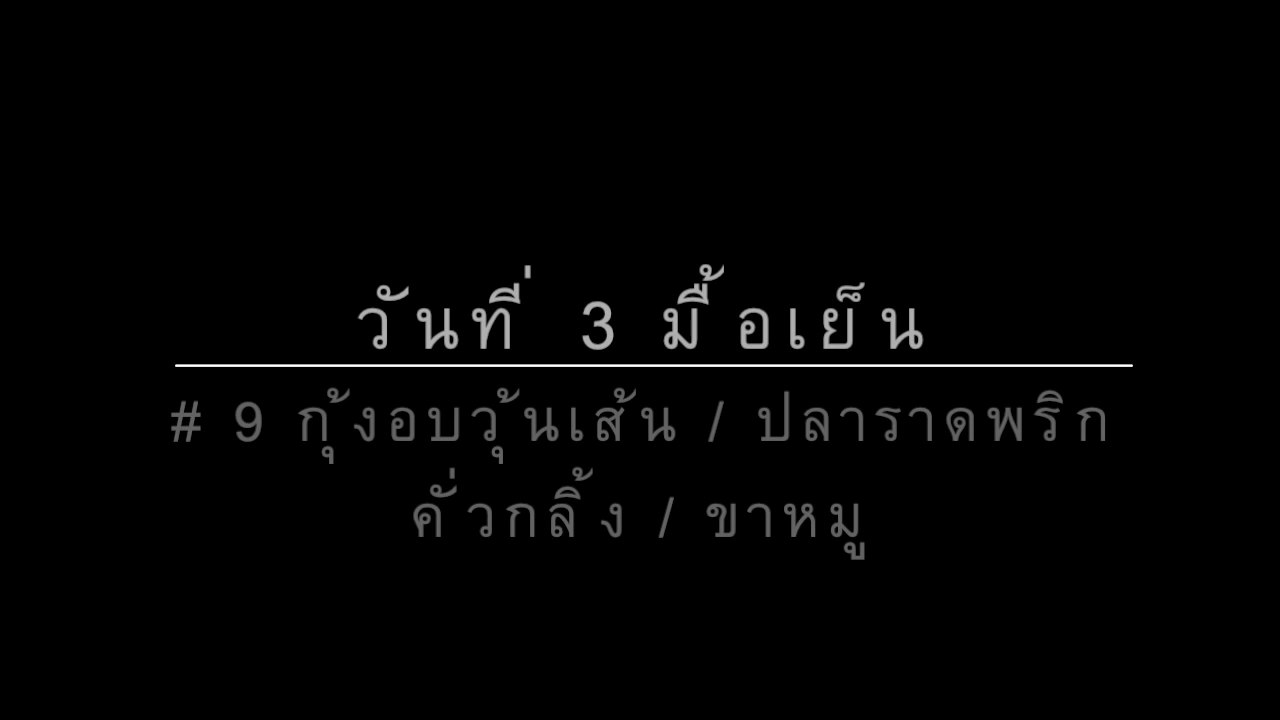 วันที่ 3 มื้อเย็น
# 9 กุ้งอบวุ้นเส้น / ปลาราดพริก
คั่วกลิ้ง / ขาหมู